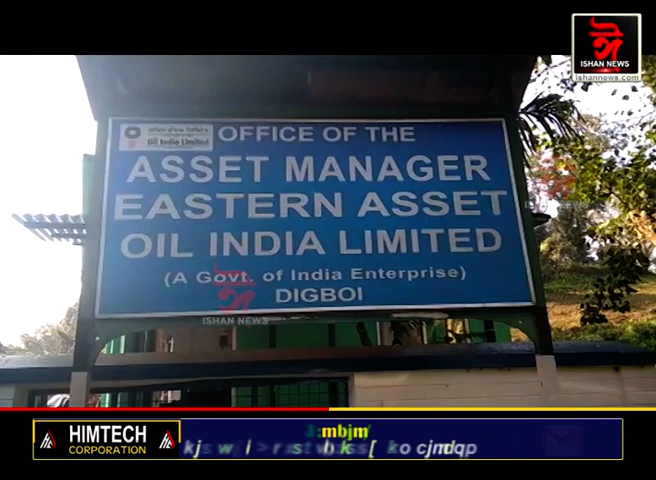 ISHAN NEWS
ishannews.com
Oil India Limited
OFFICE OF THE
ASSET MANAGER
EASTERN ASSET
OIL INDIA LIMITED
(A Govt. of India Enterprise)
DIGBOI
ISHAN NEWS
HIMTECH
CORPORATION